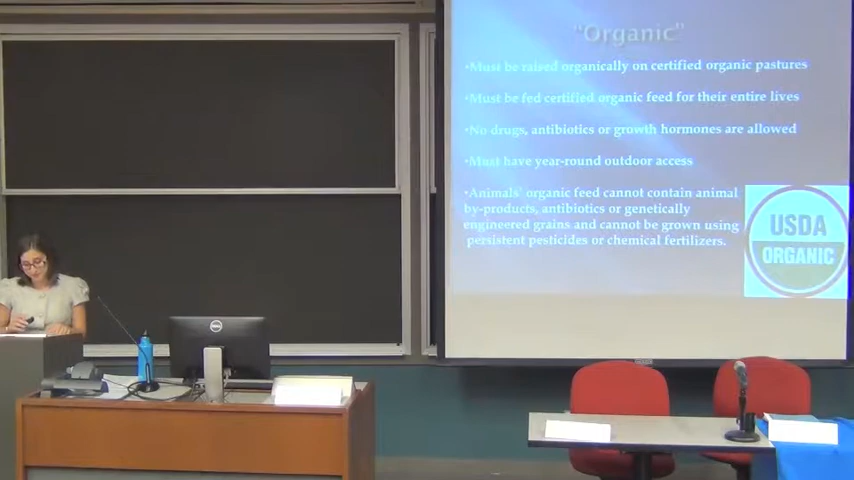 "Organic"
•Must be raised organically on certified organic pastures
•Must be fed certified organic feed for their entire lives
•No drugs, antibiotics or growth hormones are allowed
•Must have year-round outdoor access
•Animals' organic feed cannot contain animal
by-products, antibiotics or genetically
engineered grains and cannot be grown using
persistent pesticides or chemical fertilizers.
USDA
ORGANIC
DELL